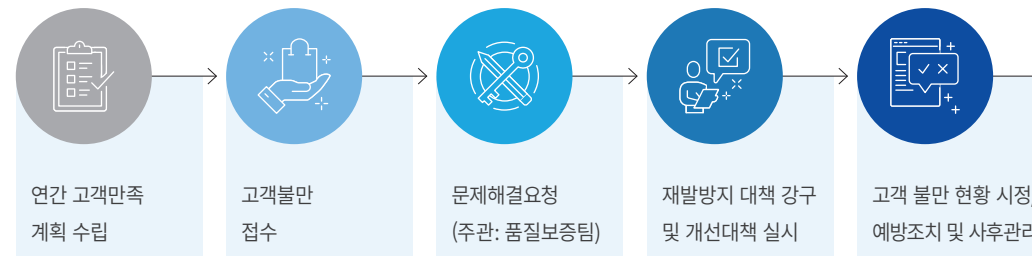 연간 고객만족
계획 수립
고객불만
접수
문제해결요청
(주관: 품질보증팀)
재발방지 대책 강구
및 개선대책 실시
고객 불만 현황 시정,
예방조치 및 사후관리